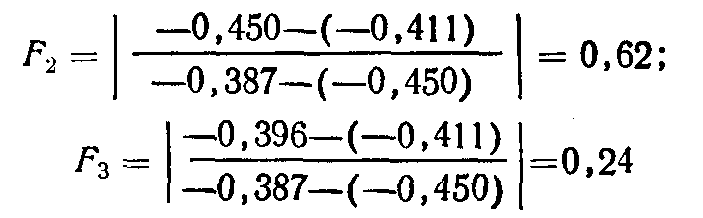 F₂ = | —0,450—(—0,411) / —0,387—(—0,450) | = 0,62;
F₃ = | —0,396—(—0,411) / —0,387—(—0,450) | =0,24